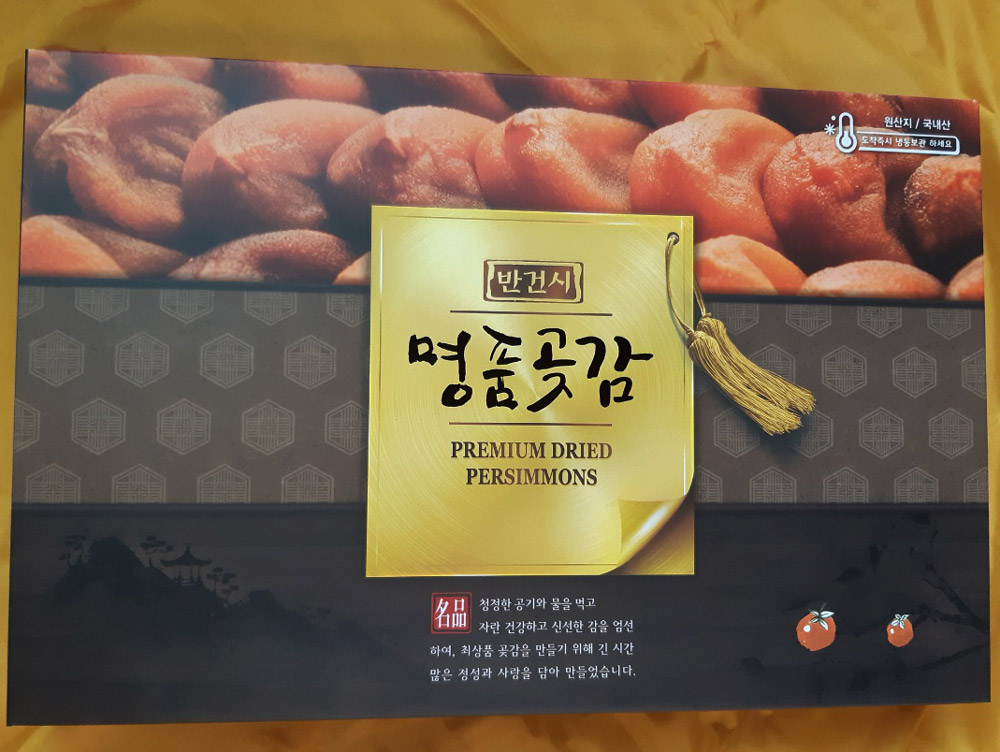 원산지 / 국내산
도착즉시 냉동보관 하세요
반건시
명품곶감
PREMIUM DRIED
PERSIMMONS
名品
청정한 공기와 물을 먹고
자란 건강하고 신선한 감을 엄선
하여, 최상품 곶감을 만들기 위해 긴 시간
많은 정성과 사랑을 담아 만들었습니다.